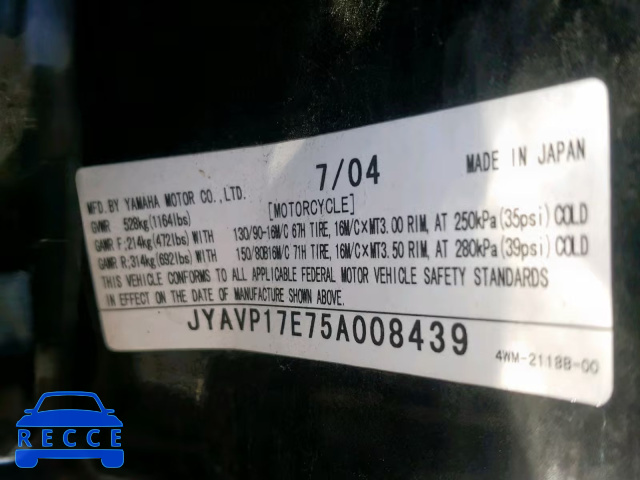 7/04
MADE IN JAPAN
MFD.BY YAMAHA MOTOR CO.,LTD.
[MOTORCYCLE]
GVWR 528kg(1164lbs)
GAWR F:214kg(472lbs) WITH 130/90-16M/C 67H TIRE, 16M/C×MT3.00 RIM, AT 250kPa(35psi) COLD
GAWR R:314kg(692lbs) WITH 150/80B16M/C 71H TIRE, 16M/C×MT3.50 RIM, AT 280kPa(39psi) COLD
THIS VEHICLE CONFORMS TO ALL APPLICABLE FEDERAL MOTOR VEHICLE SAFETY STANDARDS
IN EFFECT ON THE DATE OF MANUFACTURE SHOWN ABOVE.
JYAVP17E75A008439
4WM-2118B-00
RECCE